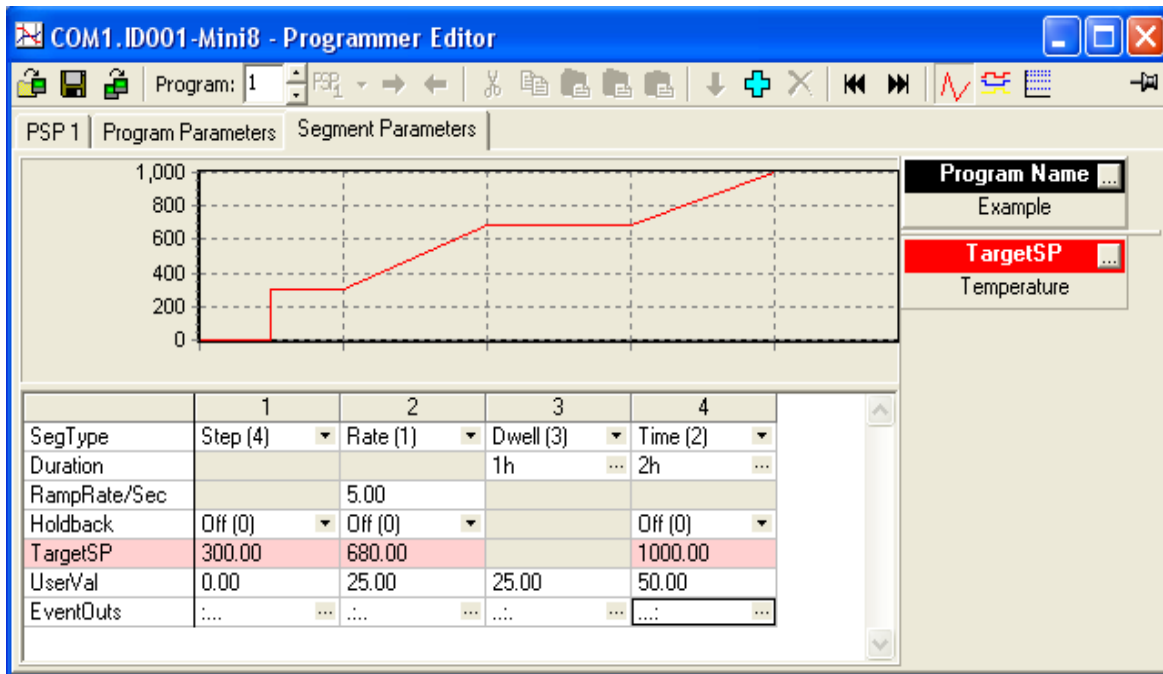 COM1.ID001-Mini8 - Programmer Editor
Program: 1 PSP1
PSP 1 Program Parameters Segment Parameters
1,000
800
600
400
200
0
Program Name ...
Example
TargetSP ...
Temperature
1 2 3 4
SegType Step (4) Rate (1) Dwell (3) Time (2)
Duration 1h ... 2h ...
RampRate/Sec 5.00
Holdback Off (0) Off (0) Off (0)
TargetSP 300.00 680.00 1000.00
UserVal 0.00 25.00 25.00 50.00
EventOuts :... ... .:.. ... ..:. ... ...: ...